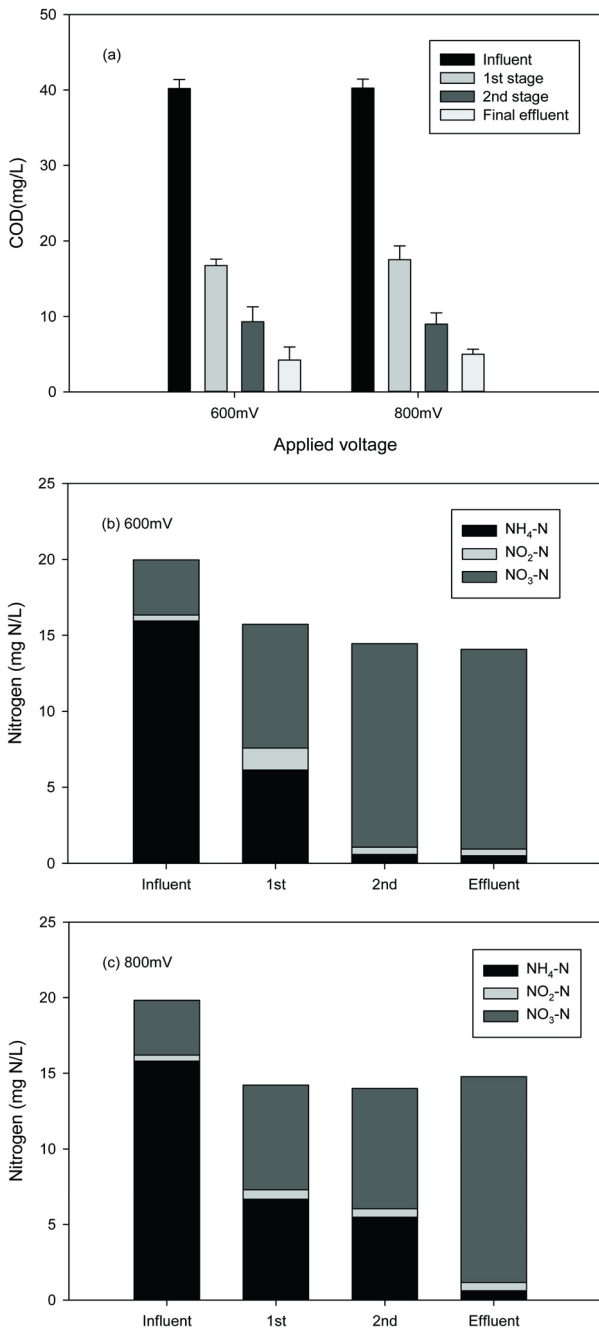 50
40
30
20
10
0
COD(mg/L)
(a)
Influent
1st stage
2nd stage
Final effluent
600mV
800mV
Applied voltage
25
20
15
10
5
0
Nitrogen (mg N/L)
(b) 600mV
NH₄-N
NO₂-N
NO₃-N
Influent
1st
2nd
Effluent
25
20
15
10
5
0
Nitrogen (mg N/L)
(c) 800mV
NH₄-N
NO₂-N
NO₃-N
Influent
1st
2nd
Effluent